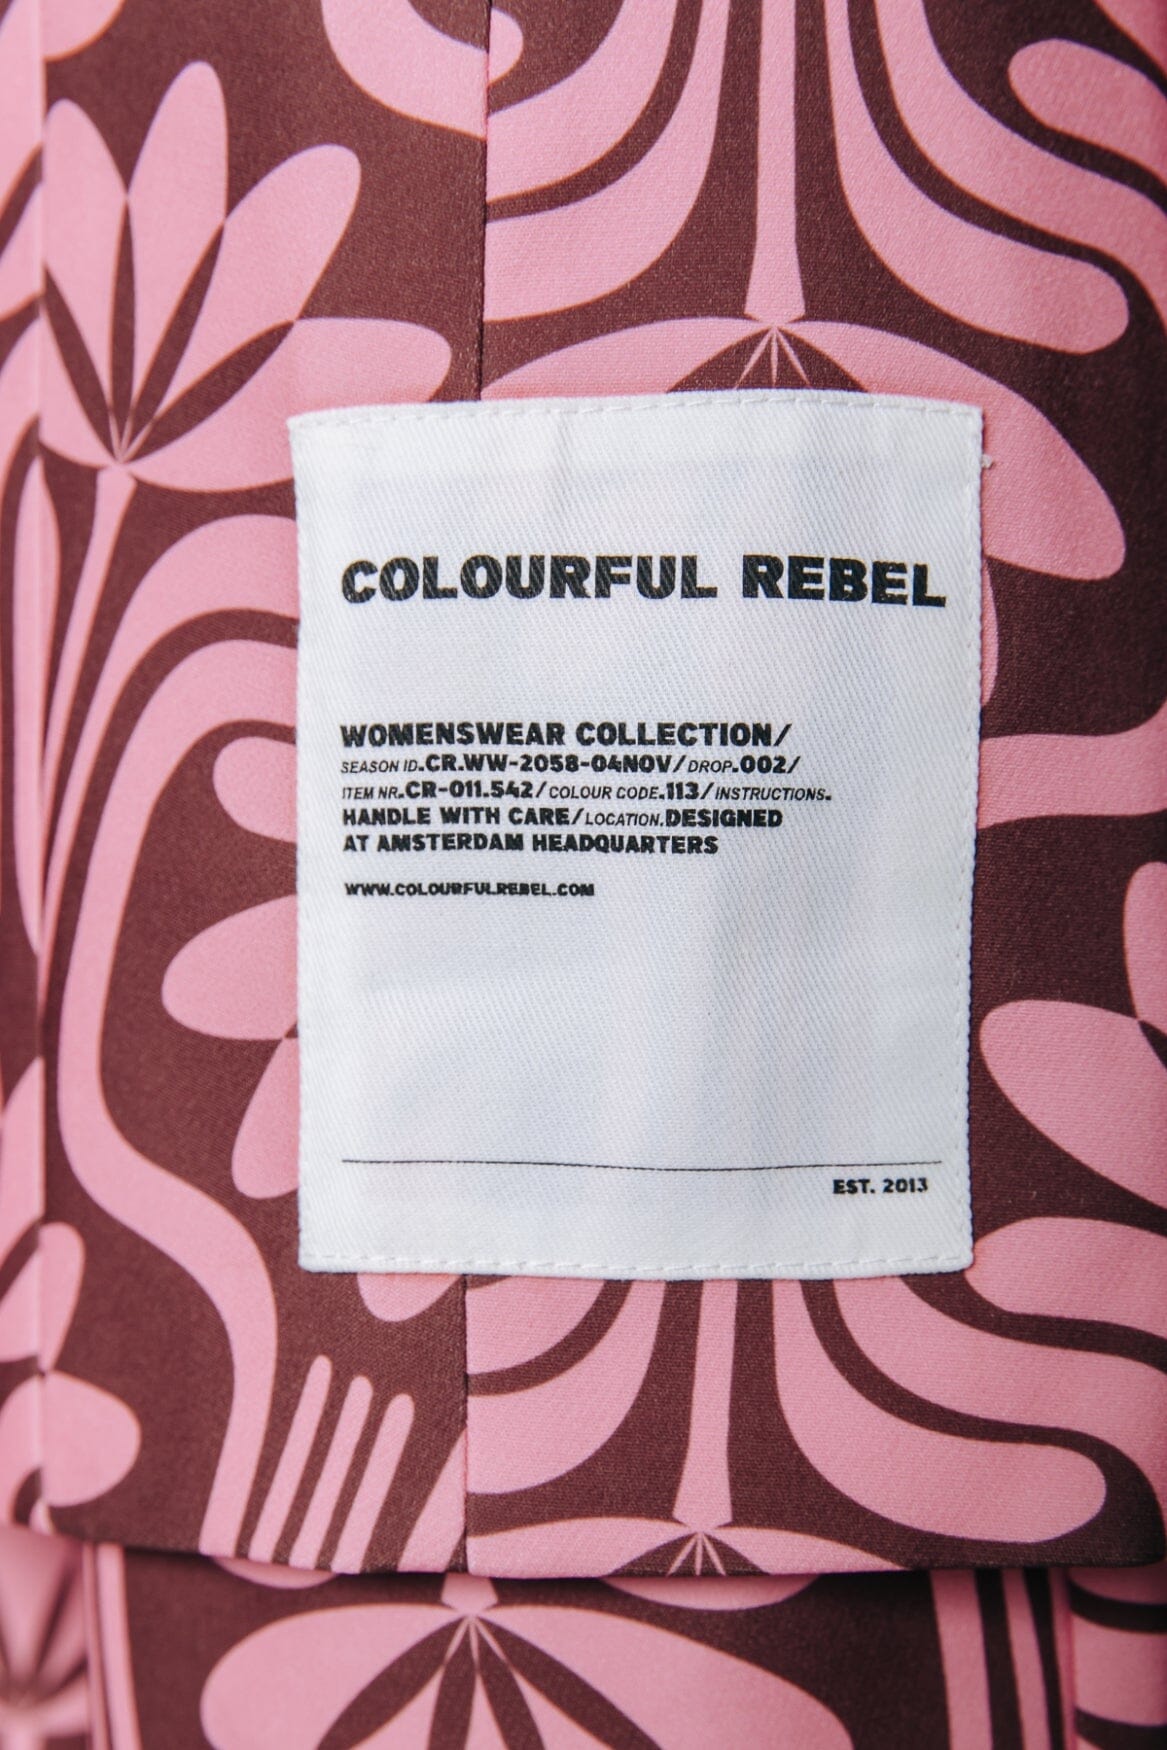 COLOURFUL REBEL
WOMENSWEAR COLLECTION/
SEASON ID.CR.WW-2058-04NOV/DROP.002/
ITEM NR.CR-011.542/COLOUR CODE.113/INSTRUCTIONS.
HANDLE WITH CARE/LOCATION.DESIGNED
AT AMSTERDAM HEADQUARTERS
WWW.COLOURFULREBEL.COM
EST. 2013